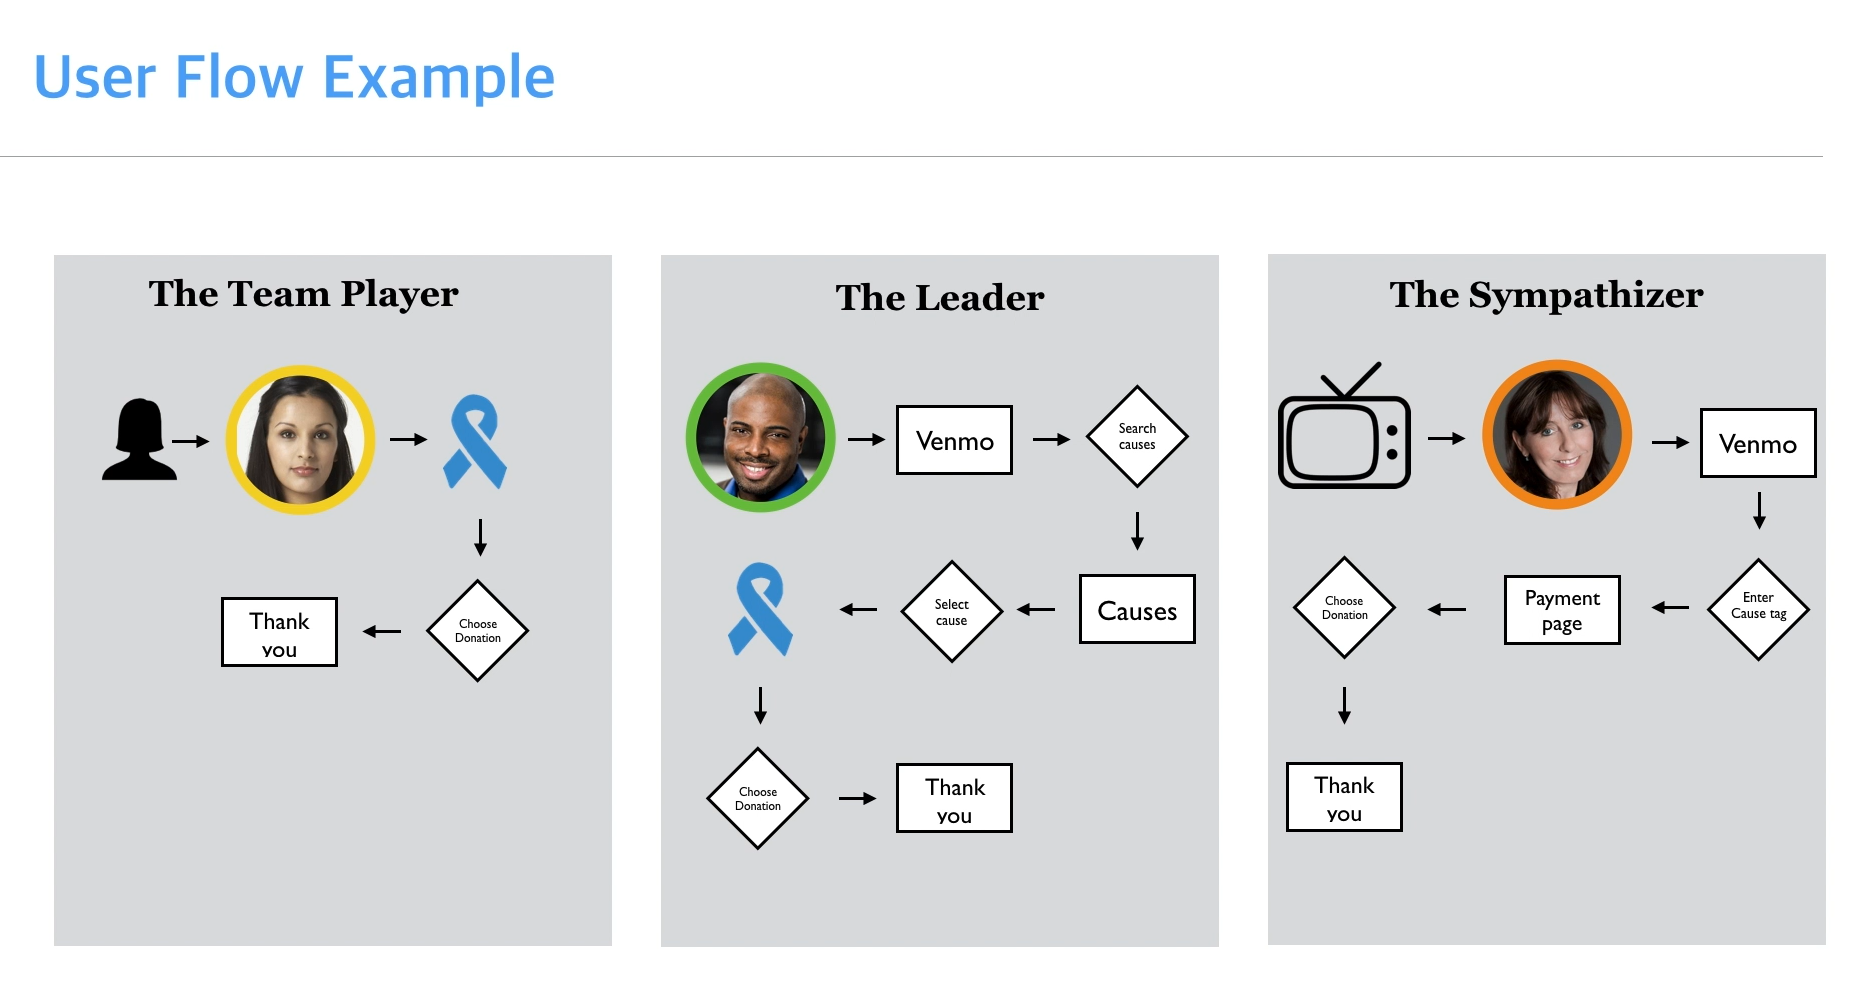 User Flow Example
The Team Player
Choose
Donation
Thank
you
The Leader
Venmo
Search
causes
Causes
Select
cause
Choose
Donation
Thank
you
The Sympathizer
Venmo
Enter
Cause tag
Payment
page
Choose
Donation
Thank
you